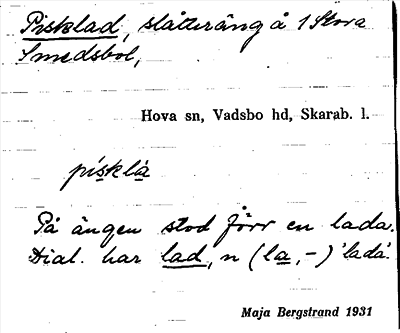 Pisklad, slåtteräng å 1 Stora
Smedsbol,
Hova sn, Vadsbo hd, Skarab. l.
pisklа
På ängen stod förr en lada.
Dial. har lad, n (la, -) 'lada'.
Maja Bergstrand 1931